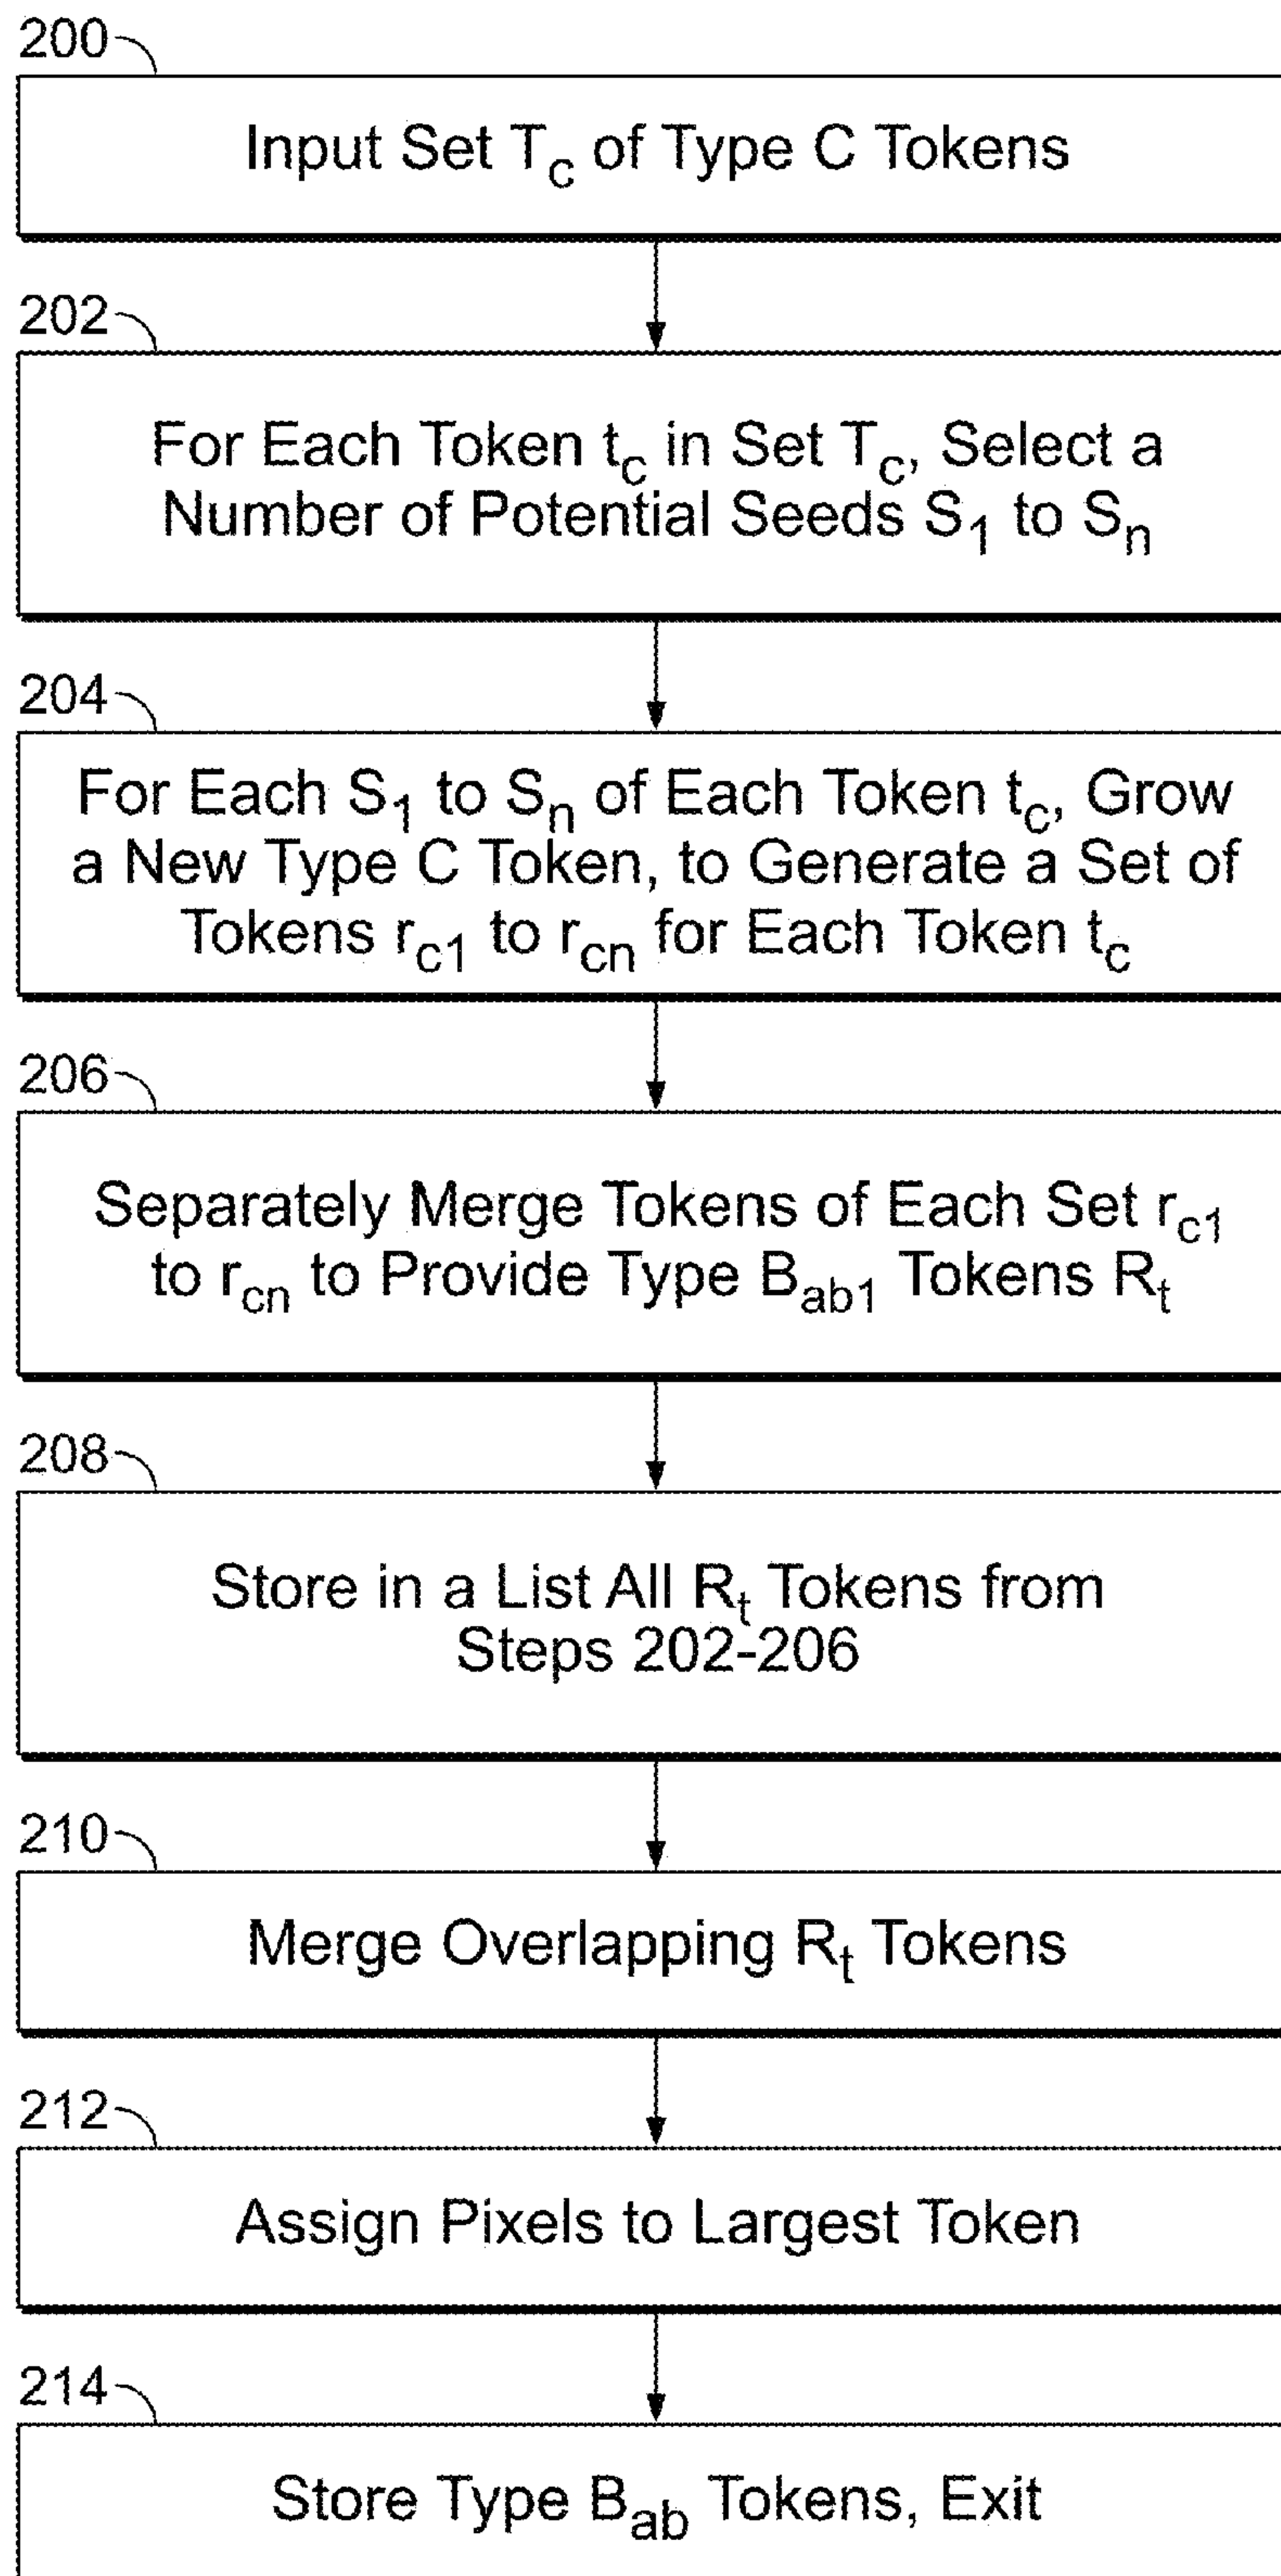 200
Input Set Tc of Type C Tokens
202
For Each Token tc in Set Tc, Select a
Number of Potential Seeds S1 to Sn
204
For Each S1 to Sn of Each Token tc, Grow
a New Type C Token, to Generate a Set of
Tokens rc1 to rcn for Each Token tc
206
Separately Merge Tokens of Each Set rc1
to rcn to Provide Type Bab1 Tokens Rt
208
Store in a List All Rt Tokens from
Steps 202-206
210
Merge Overlapping Rt Tokens
212
Assign Pixels to Largest Token
214
Store Type Bab Tokens, Exit